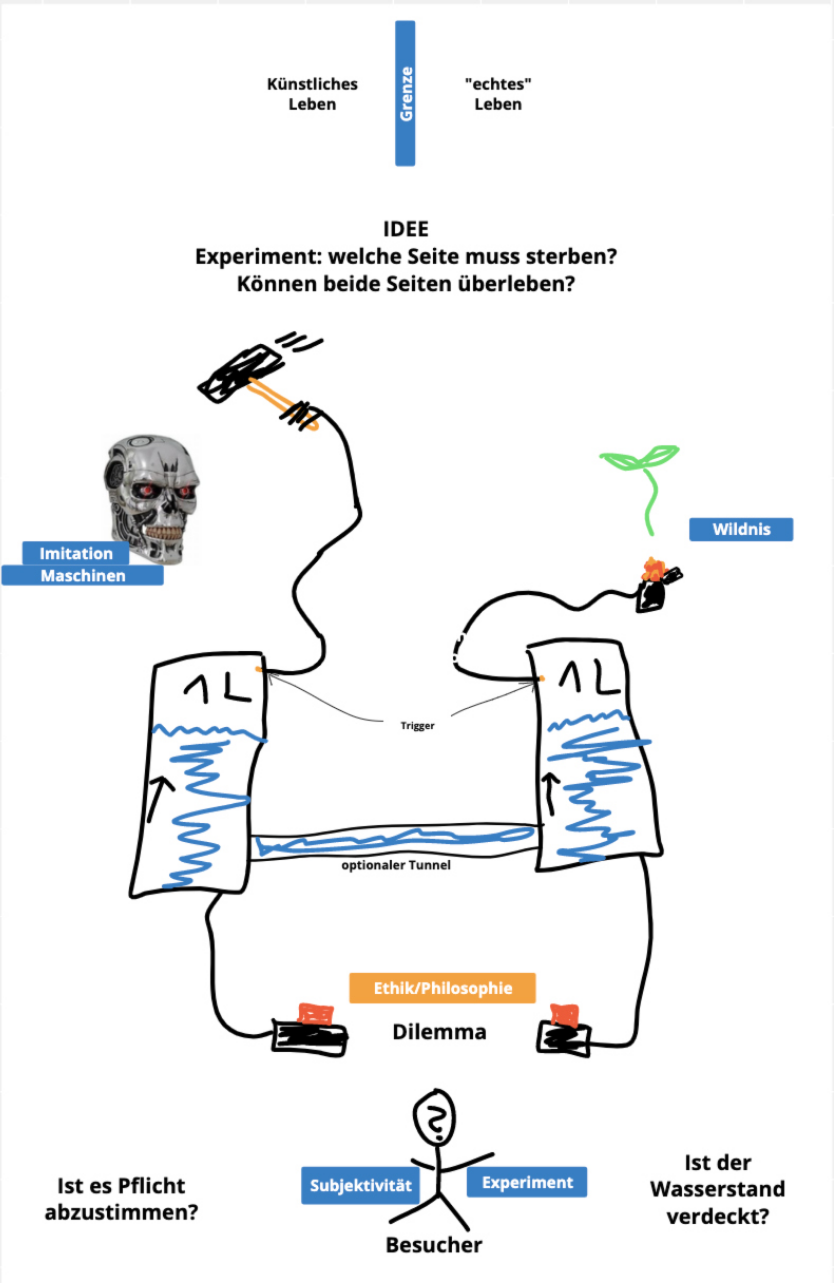 Künstliches
Leben
Grenze
"echtes"
Leben
IDEE
Experiment: welche Seite muss sterben?
Können beide Seiten überleben?
Imitation
Maschinen
Wildnis
1L
1L
Trigger
optionaler Tunnel
Ethik/Philosophie
Dilemma
?
Ist es Pflicht
abzustimmen?
Subjektivität
Experiment
Besucher
Ist der
Wasserstand
verdeckt?